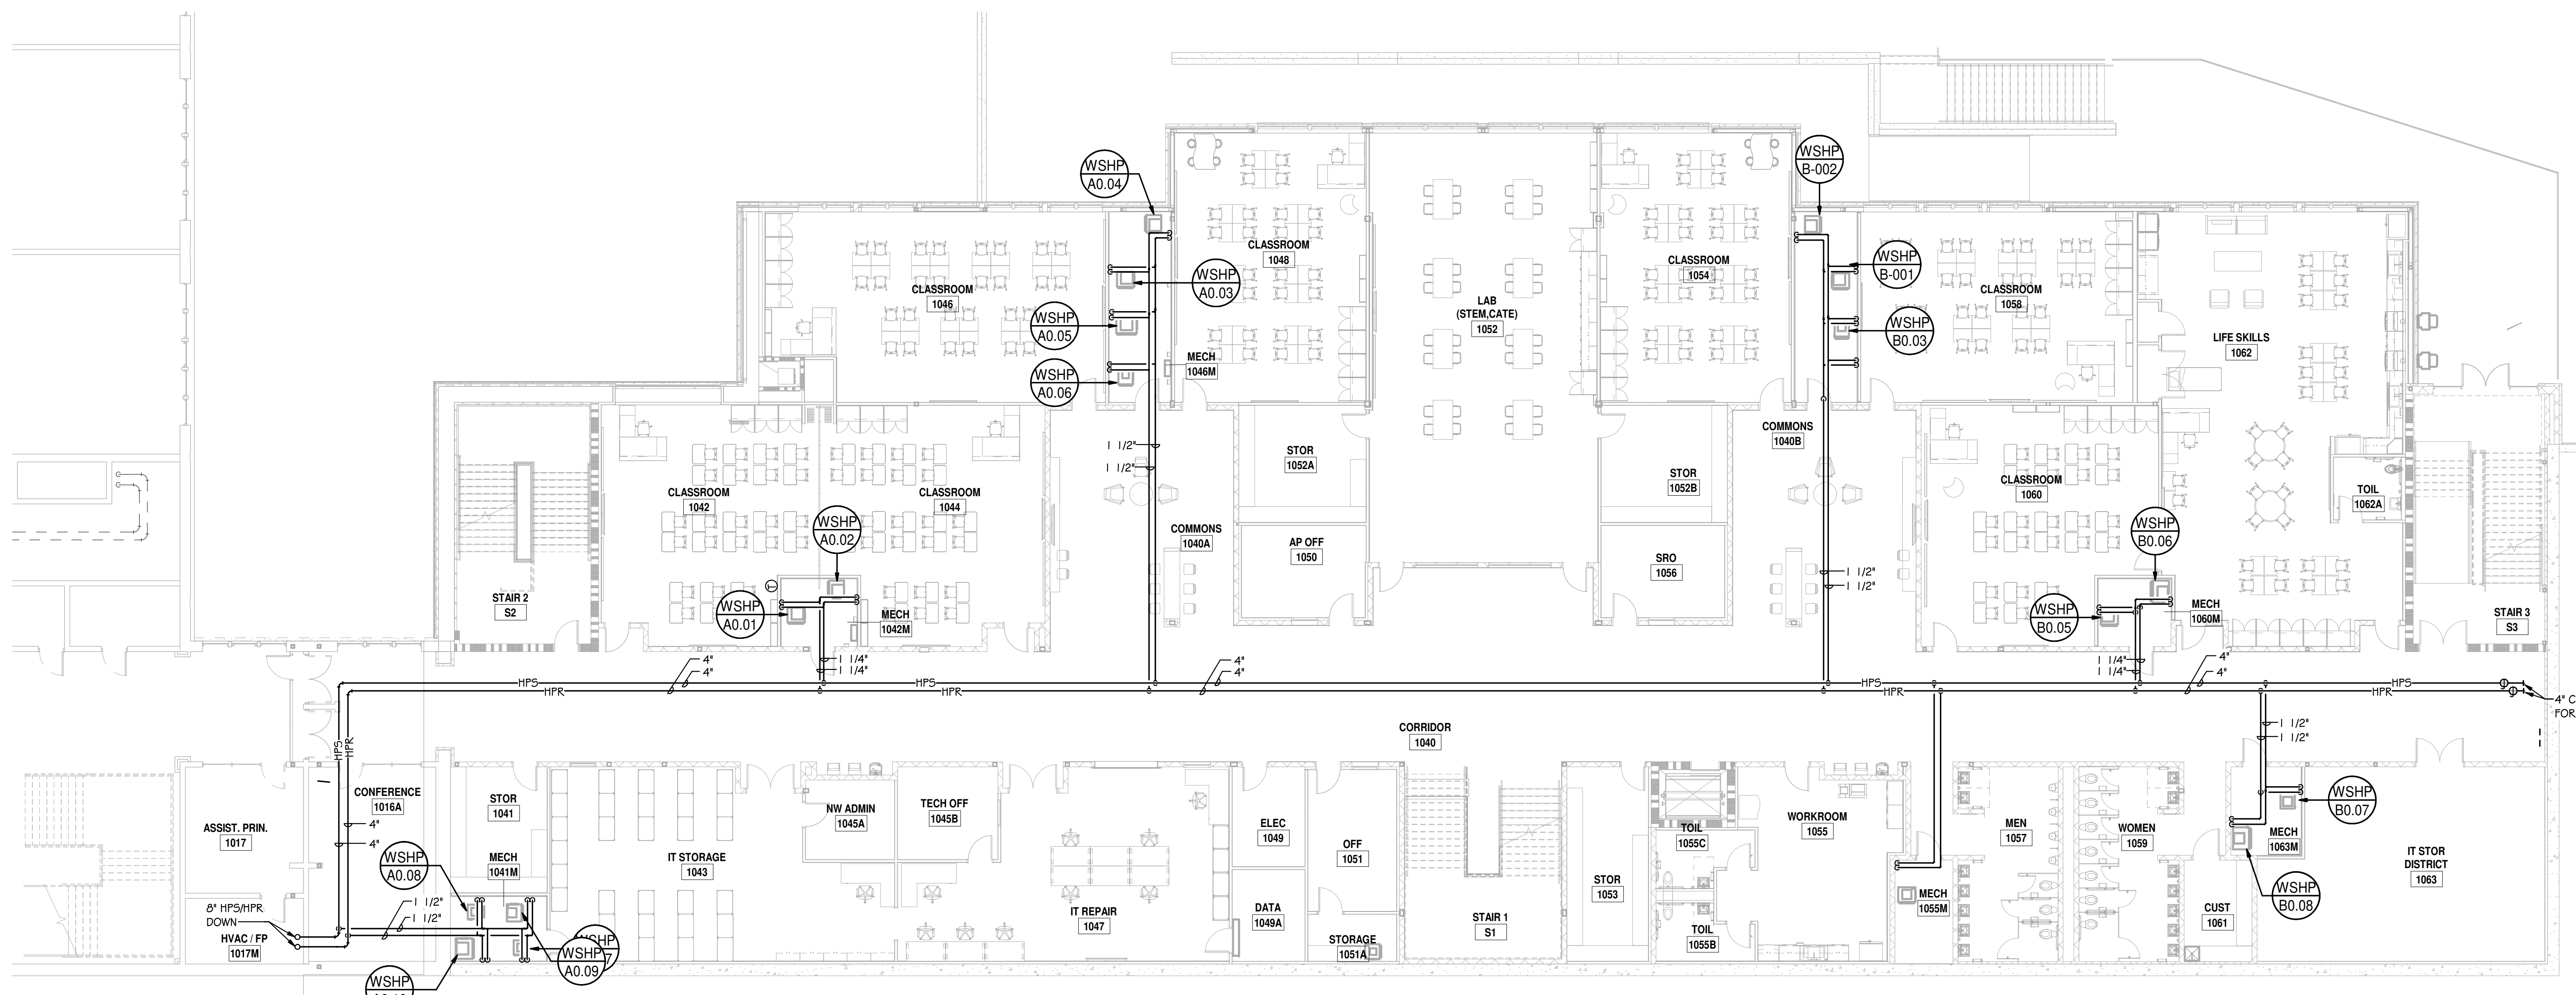 WSHP
A0.04
WSHP
B-002
CLASSROOM
1048
CLASSROOM
1054
WSHP
A0.03
WSHP
B-001
CLASSROOM
1046
CLASSROOM
1058
LAB
(STEM,CATE)
1052
WSHP
A0.05
WSHP
B0.03
LIFE SKILLS
1062
MECH
1046M
WSHP
A0.06
1 1/2"
1 1/2"
COMMONS
1040B
STOR
1052A
STOR
1052B
CLASSROOM
1042
CLASSROOM
1044
CLASSROOM
1060
TOIL
1062A
WSHP
A0.02
COMMONS
1040A
AP OFF
1050
SRO
1056
WSHP
B0.06
1 1/2"
1 1/2"
STAIR 2
S2
T
WSHP
A0.01
MECH
1042M
WSHP
B0.05
MECH
1060M
STAIR 3
S3
4"
4"
1 1/4"
1 1/4"
4"
4"
1 1/4"
1 1/4"
4"
4"
HPS
HPS
HPS
HPS
HPR
HPR
HPR
HPR
4" C
FOR
HPS
HPR
CORRIDOR
1040
1 1/2"
1 1/2"
CONFERENCE
1016A
STOR
1041
NW ADMIN
1045A
TECH OFF
1045B
ASSIST. PRIN.
1017
4"
4"
ELEC
1049
OFF
1051
TOIL
1055C
WORKROOM
1055
MEN
1057
WOMEN
1059
WSHP
B0.07
MECH
1063M
WSHP
A0.08
MECH
1041M
IT STORAGE
1043
IT STOR
DISTRICT
1063
STOR
1053
MECH
1055M
WSHP
B0.08
1 1/2"
1 1/2"
8" HPS/HPR
DOWN
HVAC / FP
1017M
IT REPAIR
1047
DATA
1049A
STAIR 1
S1
CUST
1061
TOIL
1055B
STORAGE
1051A
WSHP
7
WSHP
A0.09
WSHP